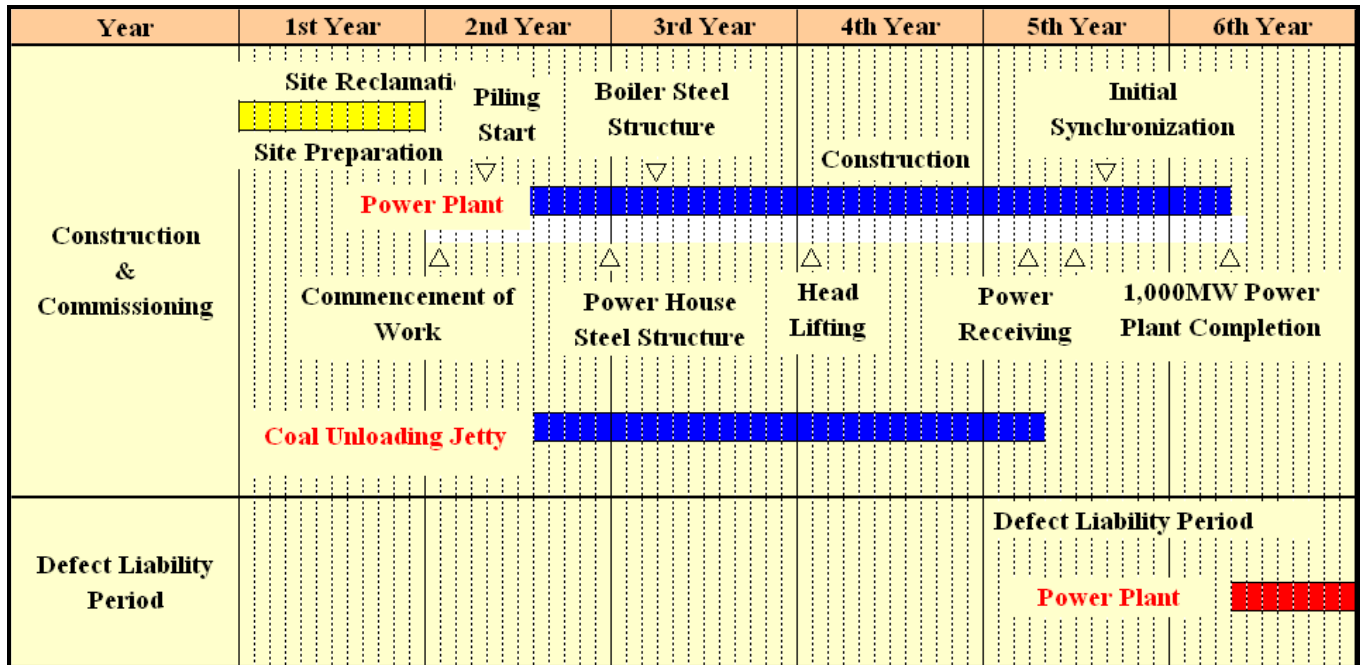 Year
1st Year
2nd Year
3rd Year
4th Year
5th Year
6th Year
Construction
&
Commissioning
Site Reclamati
Site Preparation
Piling
Start
Boiler Steel
Structure
Construction
Initial
Synchronization
Power Plant
Commencement of
Work
Power House
Steel Structure
Head
Lifting
Power
Receiving
1,000MW Power
Plant Completion
Coal Unloading Jetty
Defect Liability
Period
Defect Liability Period
Power Plant